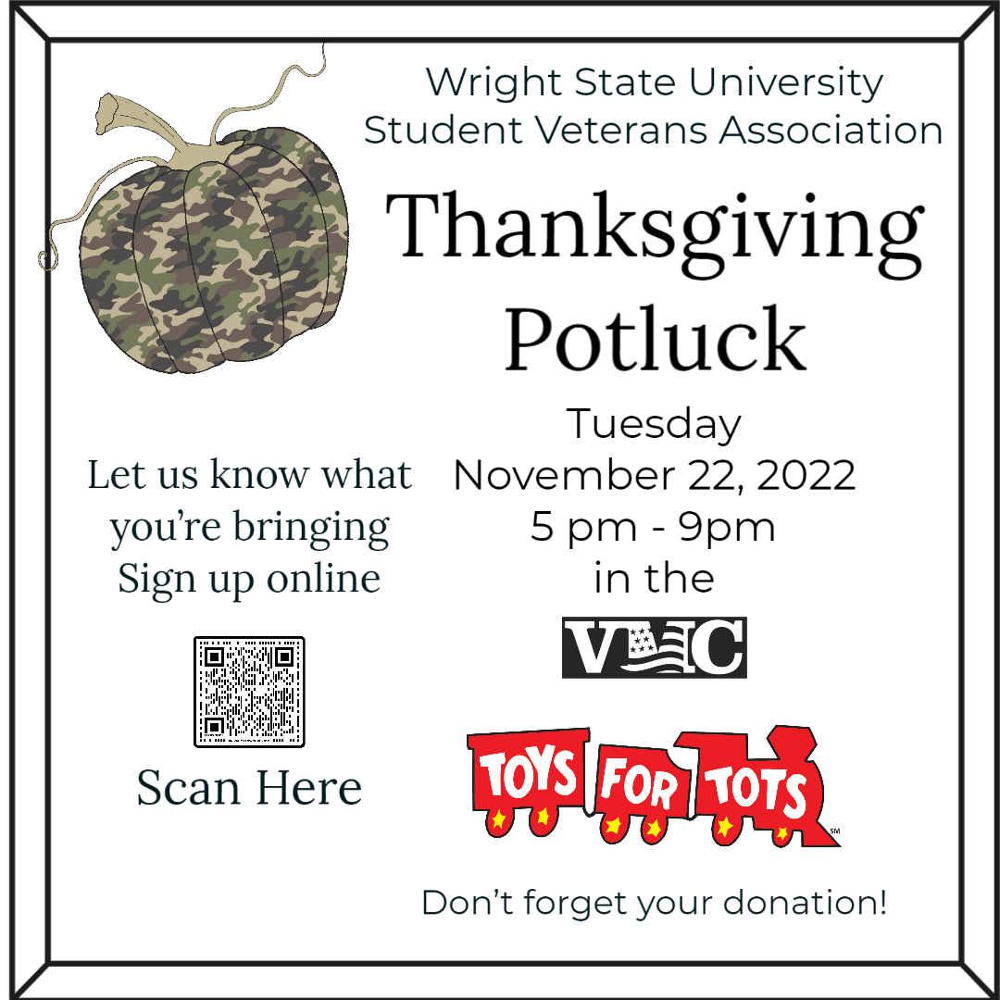 Wright State University
Student Veterans Association
Thanksgiving
Potluck
Tuesday
November 22, 2022
5 pm - 9pm
in the
VMC
Let us know what
you’re bringing
Sign up online
Scan Here
TOYS FOR TOTS SM
Don’t forget your donation!